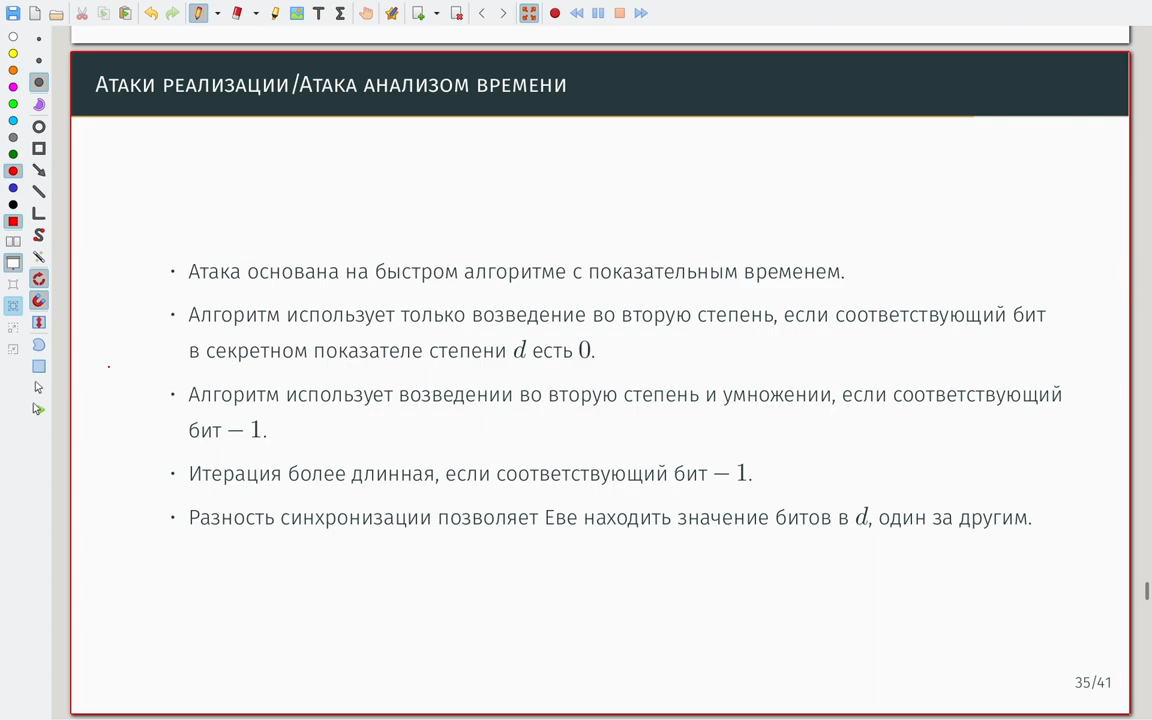 Атаки реализации/Атака анализом времени
• Атака основана на быстром алгоритме с показательным временем.
• Алгоритм использует только возведение во вторую степень, если соответствующий бит
в секретном показателе степени d есть 0.
• Алгоритм использует возведении во вторую степень и умножении, если соответствующий
бит – 1.
• Итерация более длинная, если соответствующий бит – 1.
• Разность синхронизации позволяет Еве находить значение битов в d, один за другим.
35/41